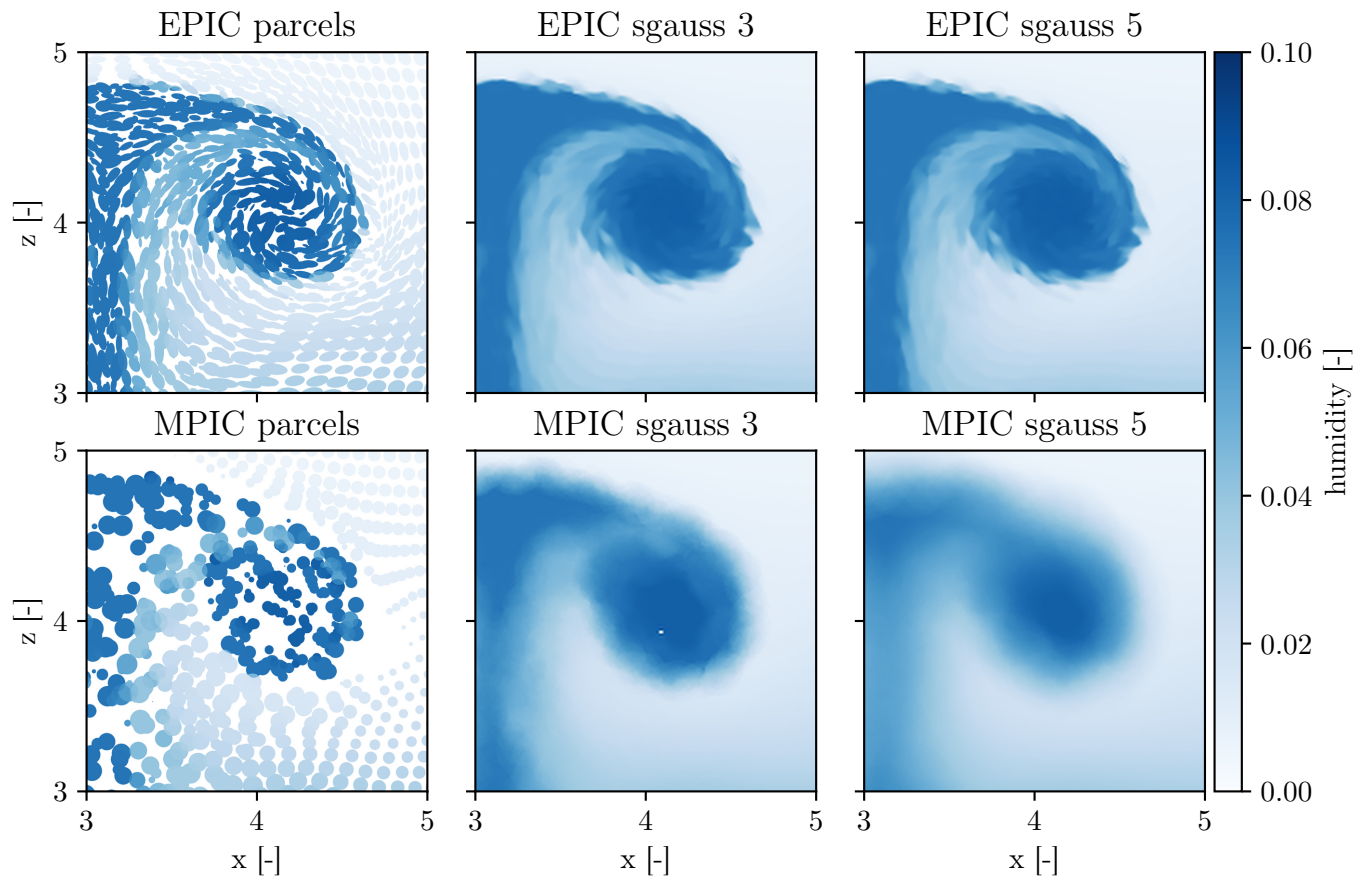 EPIC parcels
EPIC sgauss 3
EPIC sgauss 5
5
4
3
z [-]
0.10
0.08
0.06
0.04
0.02
0.00
humidity [-]
MPIC parcels
MPIC sgauss 3
MPIC sgauss 5
5
4
3
z [-]
3 4 5
4 5
3 4 5
x [-]
x [-]
x [-]